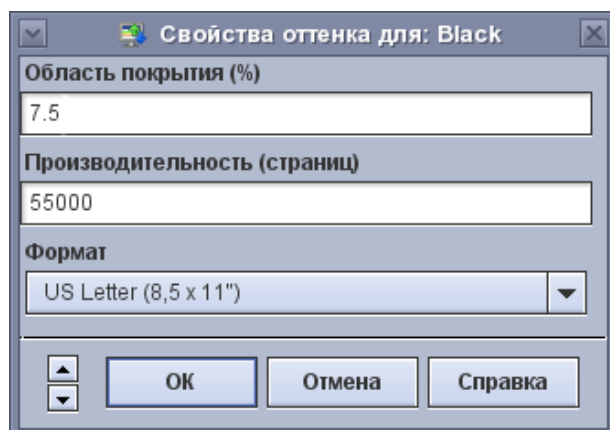 Свойства оттенка для: Black
Область покрытия (%)
7.5
Производительность (страниц)
55000
Формат
US Letter (8,5 x 11")
ОК Отмена Справка